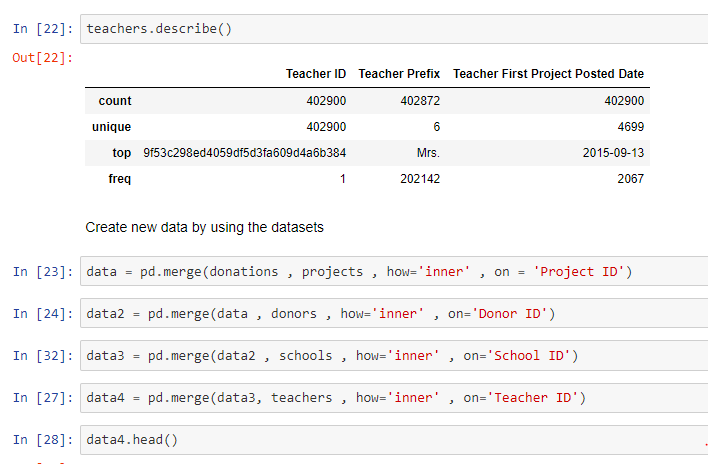 In [22]: teachers.describe()
Out[22]:
Teacher ID Teacher Prefix Teacher First Project Posted Date
count 402900 402872 402900
unique 402900 6 4699
top 9f53c298ed4059df5d3fa609d4a6b384 Mrs. 2015-09-13
freq 1 202142 2067
Create new data by using the datasets
In [23]: data = pd.merge(donations , projects , how='inner' , on = 'Project ID')
In [24]: data2 = pd.merge(data , donors , how='inner' , on='Donor ID')
In [32]: data3 = pd.merge(data2 , schools , how='inner' , on='School ID')
In [27]: data4 = pd.merge(data3, teachers , how='inner' , on='Teacher ID')
In [28]: data4.head()